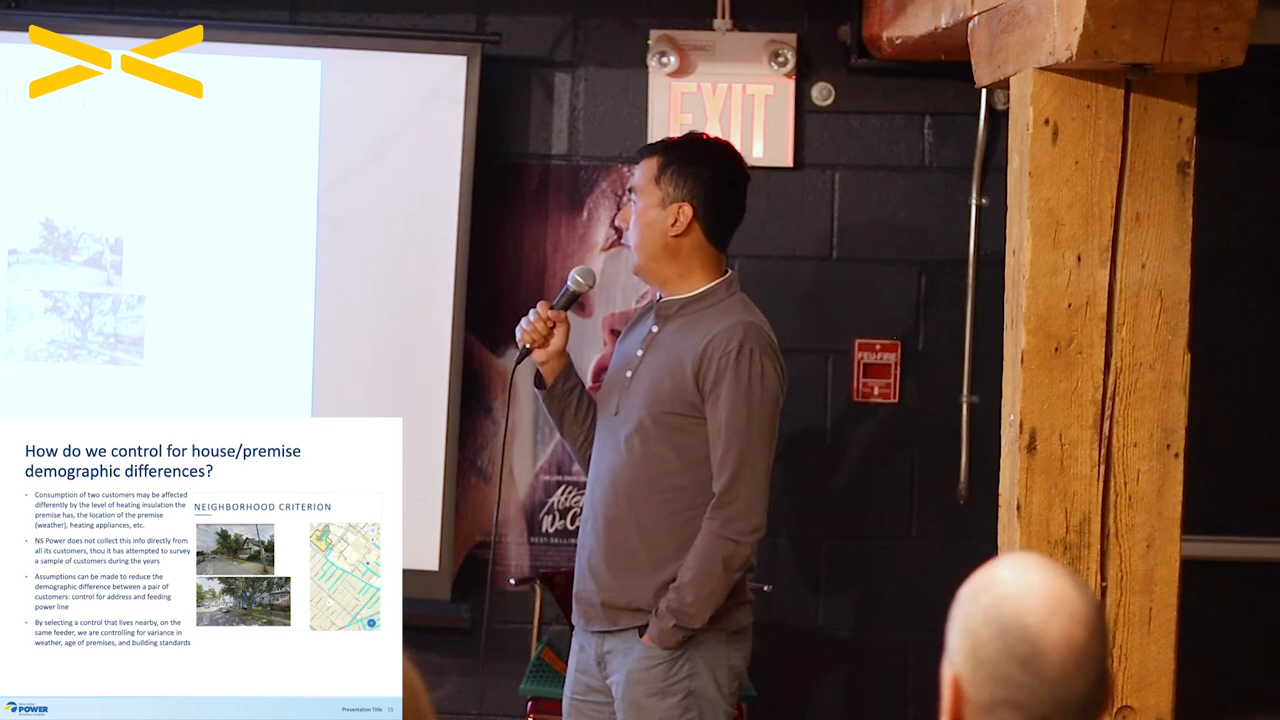 EXIT
FEU-FIRE
After
We C
BEST-SELLIN
How do we control for house/premise
demographic differences?
• Consumption of two customers may be affected
differently by the level of heating insulation the
premise has, the location of the premise
(weather), heating appliances, etc.
• NS Power does not collect this info directly from
all its customers, thou it has attempted to survey
a sample of customers during the years
• Assumptions can be made to reduce the
demographic difference between a pair of
customers: control for address and feeding
power line
• By selecting a control that lives nearby, on the
same feeder, we are controlling for variance in
weather, age of premises, and building standards
NEIGHBORHOOD CRITERION
POWER
Presentation Title 15